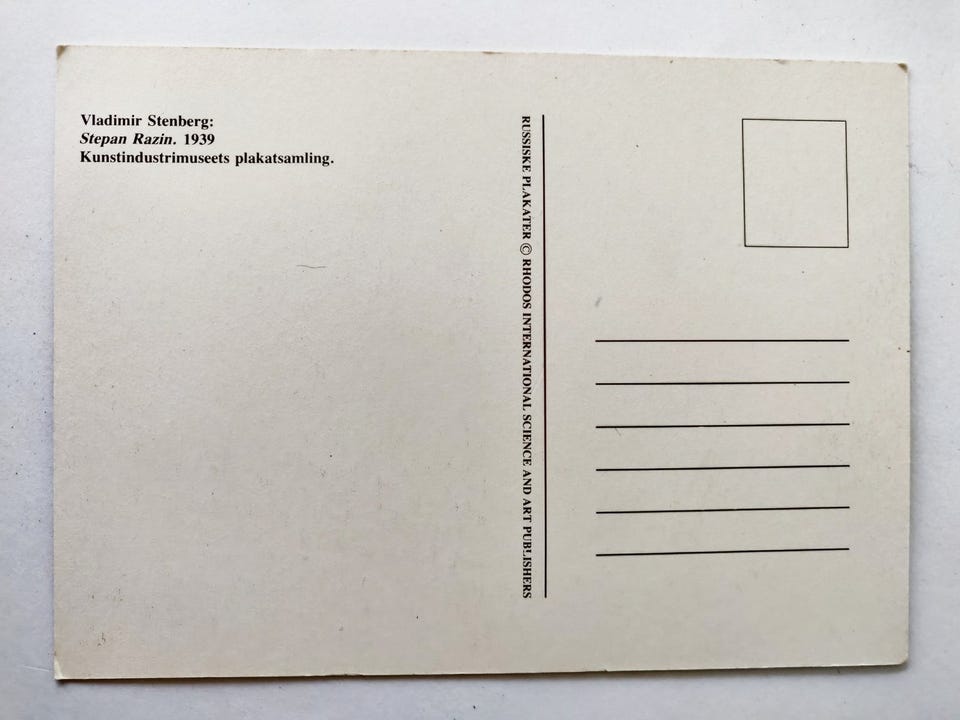 Vladimir Stenberg:
Stepan Razin. 1939
Kunstindustrimuseets plakatsamling.
RUSSISKE PLAKATER © RHODOS INTERNATIONAL SCIENCE AND ART PUBLISHERS